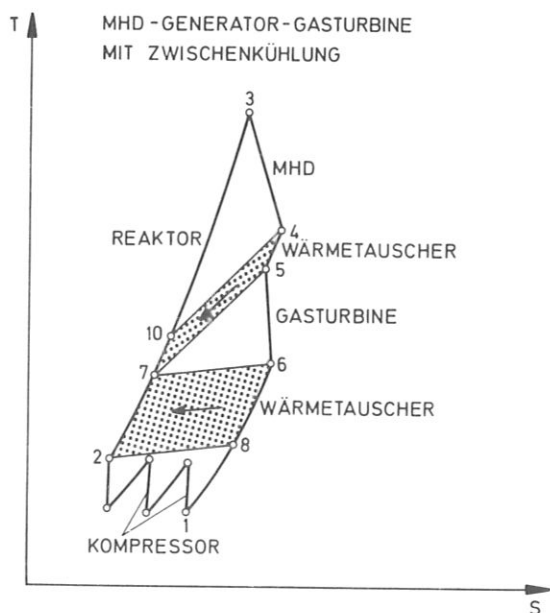 T
MHD-GENERATOR-GASTURBINE
MIT ZWISCHENKÜHLUNG
3
MHD
4
REAKTOR
WÄRMETAUSCHER
5
10
GASTURBINE
7
6
WÄRMETAUSCHER
2
8
1
KOMPRESSOR
S